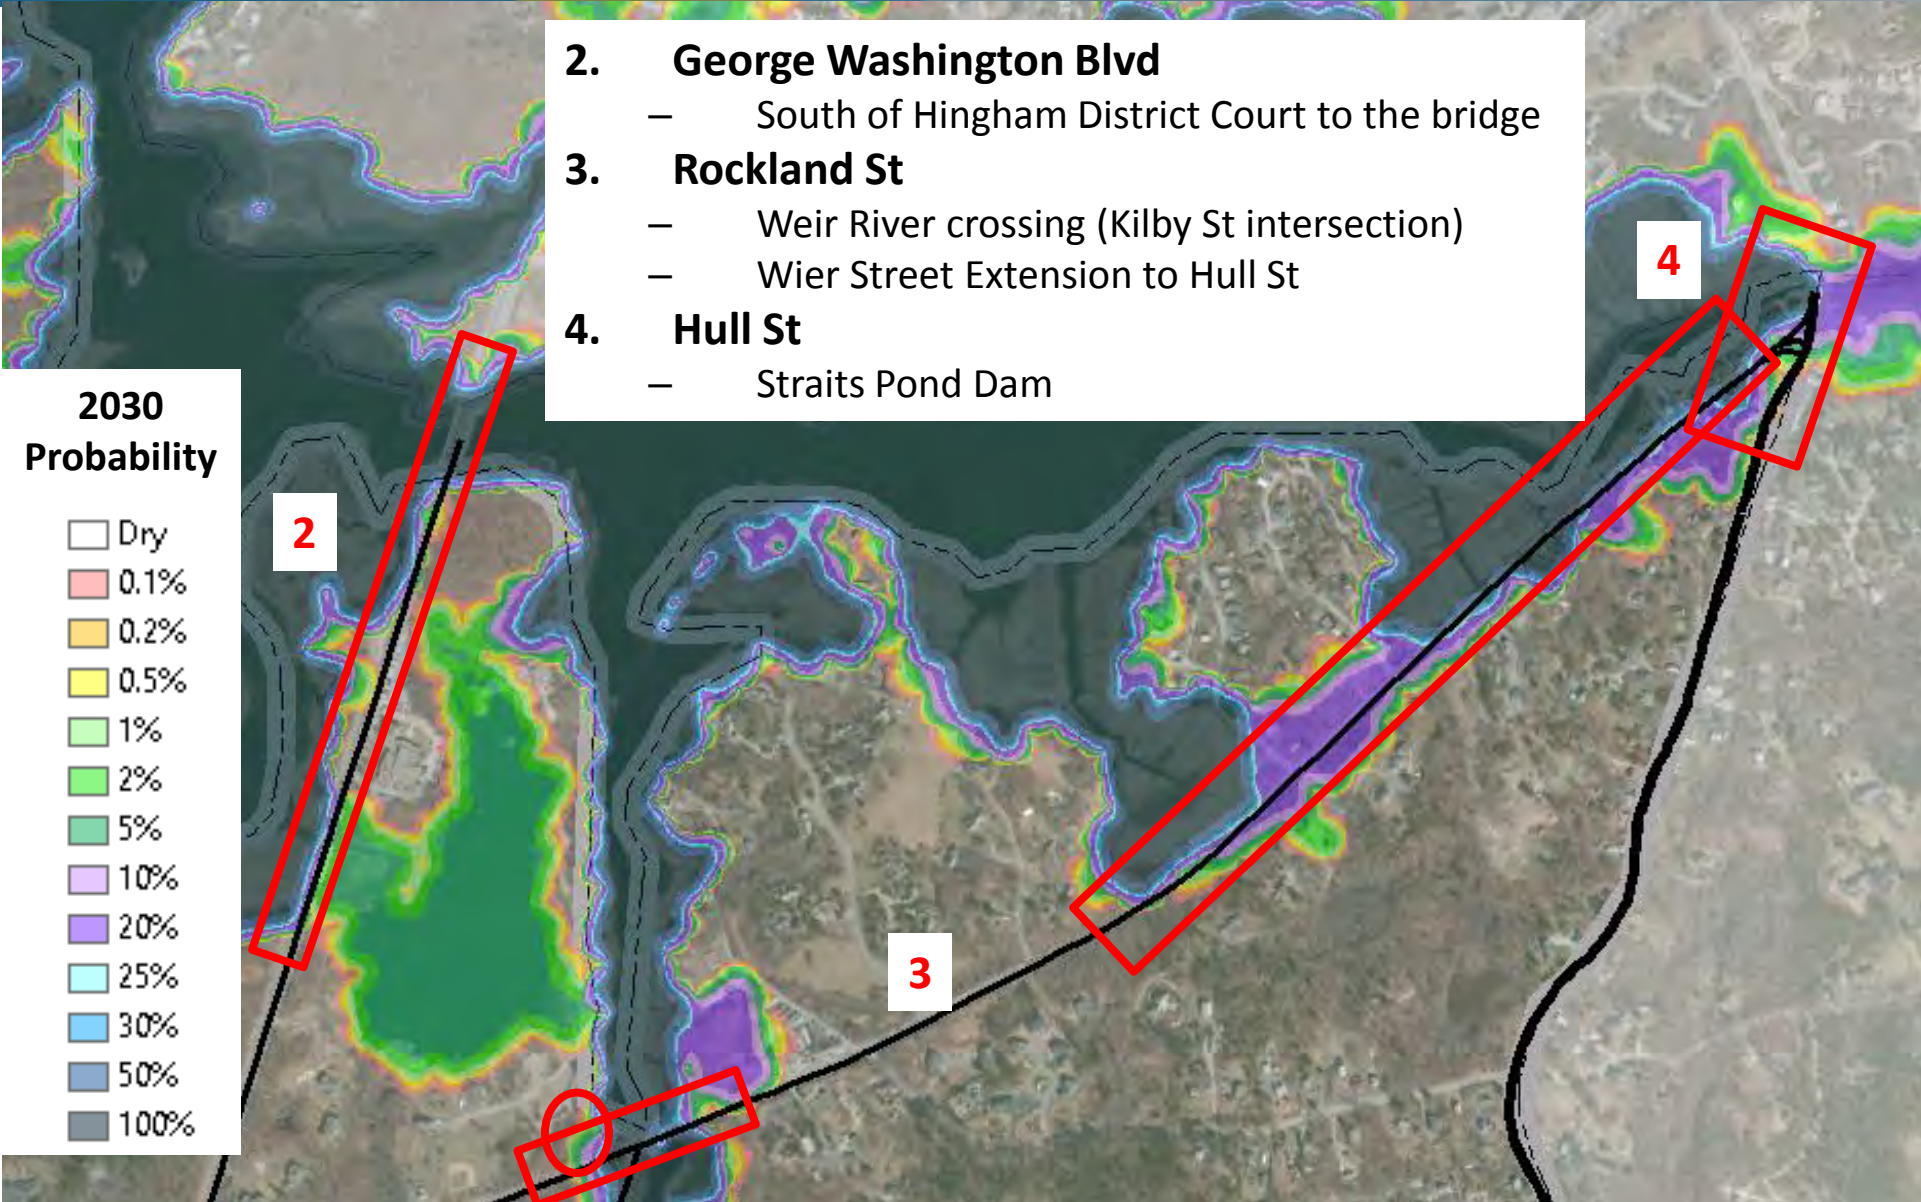 2. George Washington Blvd
– South of Hingham District Court to the bridge
3. Rockland St
– Weir River crossing (Kilby St intersection)
– Wier Street Extension to Hull St
4. Hull St
– Straits Pond Dam
4
2030
Probability
Dry
0.1%
0.2%
0.5%
1%
2%
5%
10%
20%
25%
30%
50%
100%
2
3